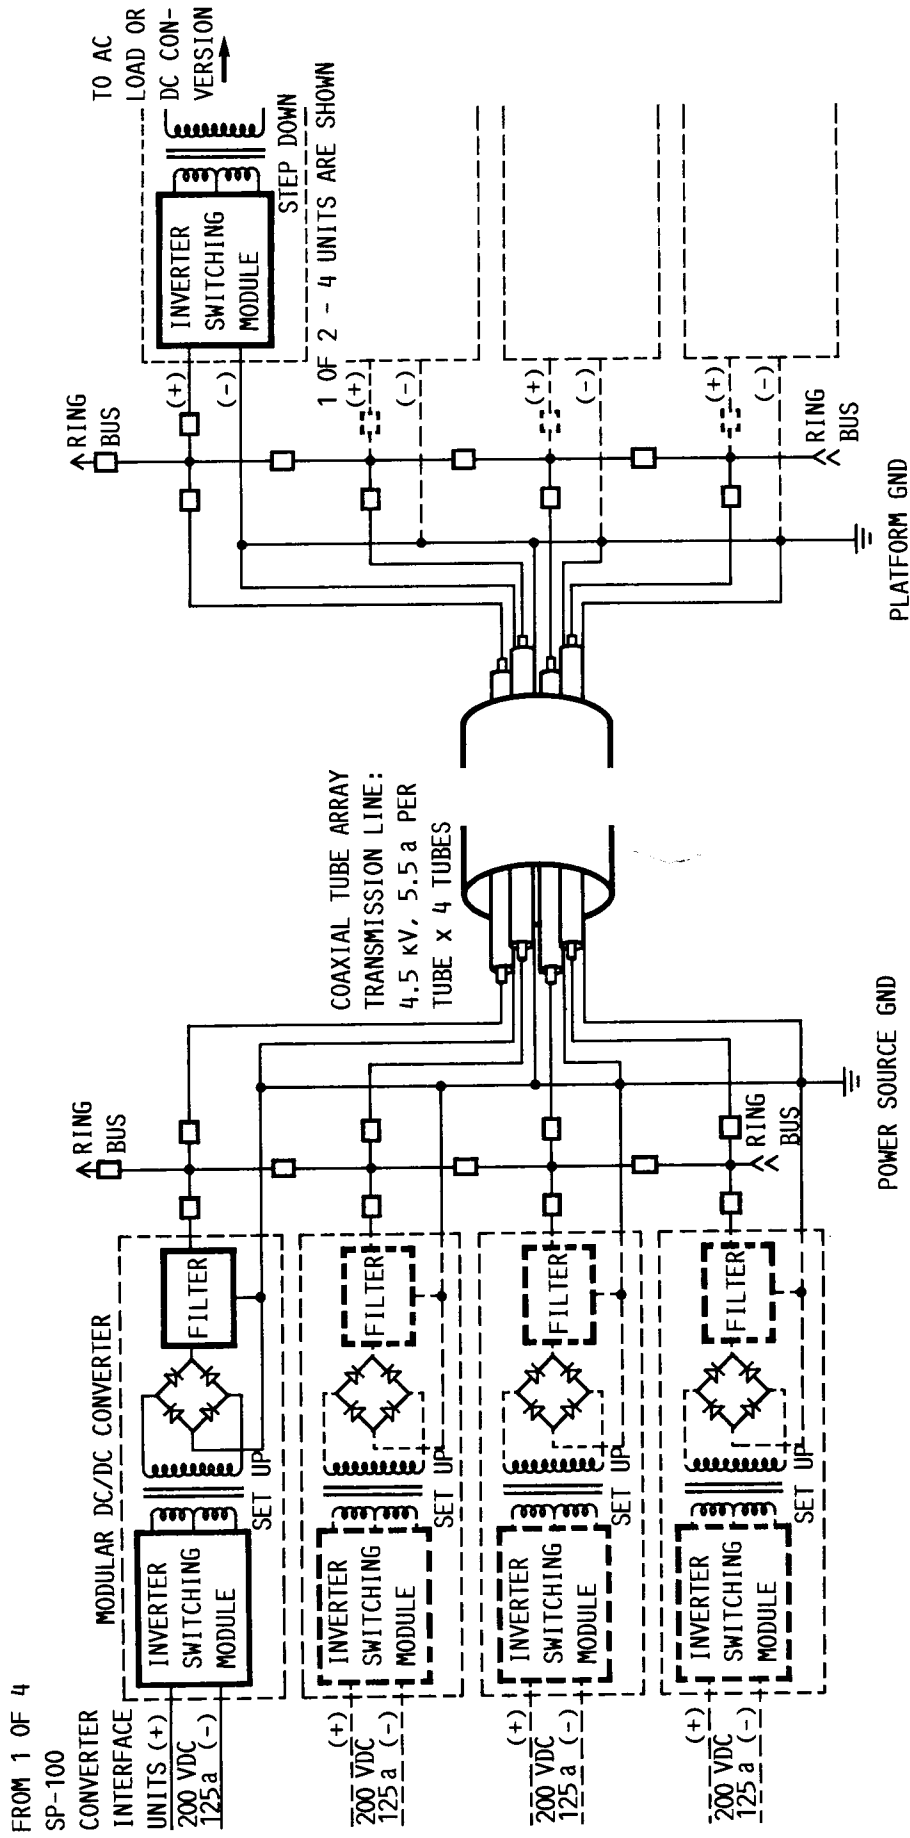 FROM 1 OF 4
SP-100
CONVERTER
INTERFACE
UNITS (+)
200 VDC
125 a (-)
MODULAR DC/DC CONVERTER
INVERTER
SWITCHING
MODULE
SET UP
FILTER
RING
BUS
(+)
200 VDC
125 a (-)
INVERTER
SWITCHING
MODULE
SET UP
FILTER
(+)
200 VDC
125 a (-)
INVERTER
SWITCHING
MODULE
SET UP
FILTER
(+)
200 VDC
125 a (-)
INVERTER
SWITCHING
MODULE
SET UP
FILTER
RING
BUS
POWER SOURCE GND
COAXIAL TUBE ARRAY
TRANSMISSION LINE:
4.5 KV, 5.5 a PER
TUBE X 4 TUBES
RING
BUS
(+)
(-)
INVERTER
SWITCHING
MODULE
STEP DOWN
TO AC
LOAD OR
DC CON-
VERSION
1 OF 2 - 4 UNITS ARE SHOWN
(+)
(-)
(+)
(-)
(+)
(-)
RING
BUS
PLATFORM GND